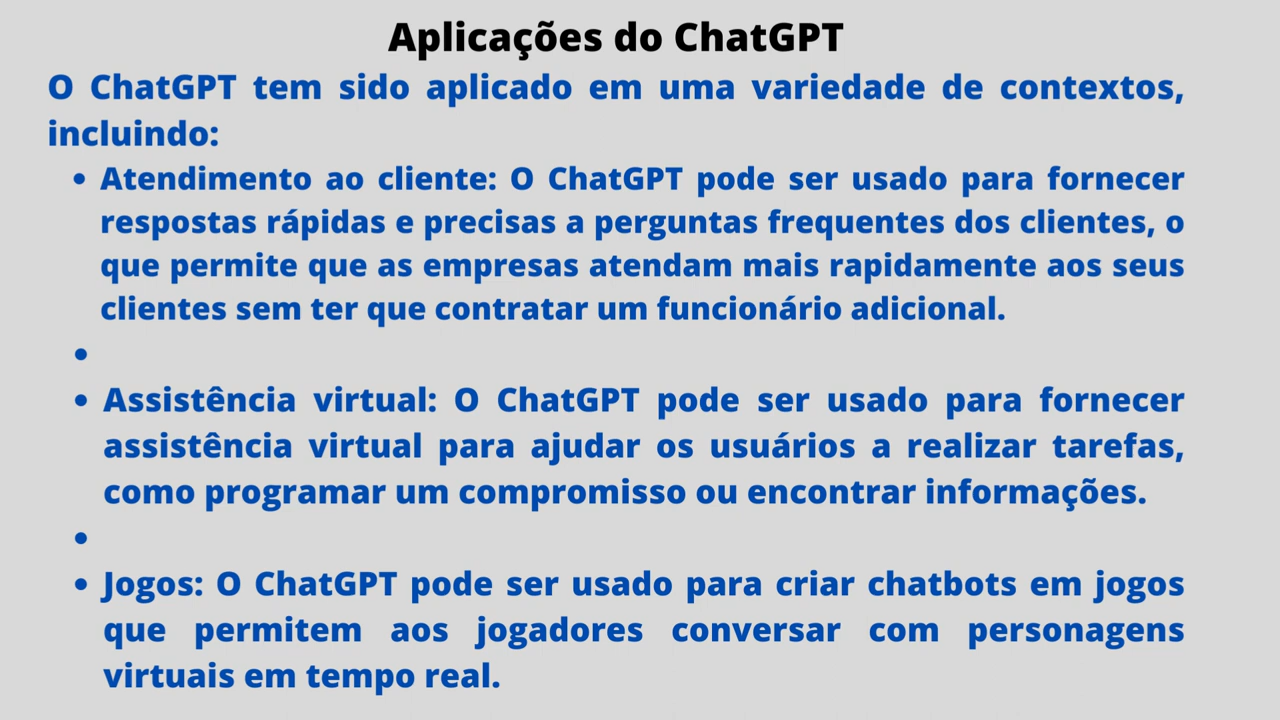 Aplicações do ChatGPT
O ChatGPT tem sido aplicado em uma variedade de contextos,
incluindo:
• Atendimento ao cliente: O ChatGPT pode ser usado para fornecer
respostas rápidas e precisas a perguntas frequentes dos clientes, o
que permite que as empresas atendam mais rapidamente aos seus
clientes sem ter que contratar um funcionário adicional.
•
• Assistência virtual: O ChatGPT pode ser usado para fornecer
assistência virtual para ajudar os usuários a realizar tarefas,
como programar um compromisso ou encontrar informações.
•
• Jogos: O ChatGPT pode ser usado para criar chatbots em jogos
que permitem aos jogadores conversar com personagens
virtuais em tempo real.